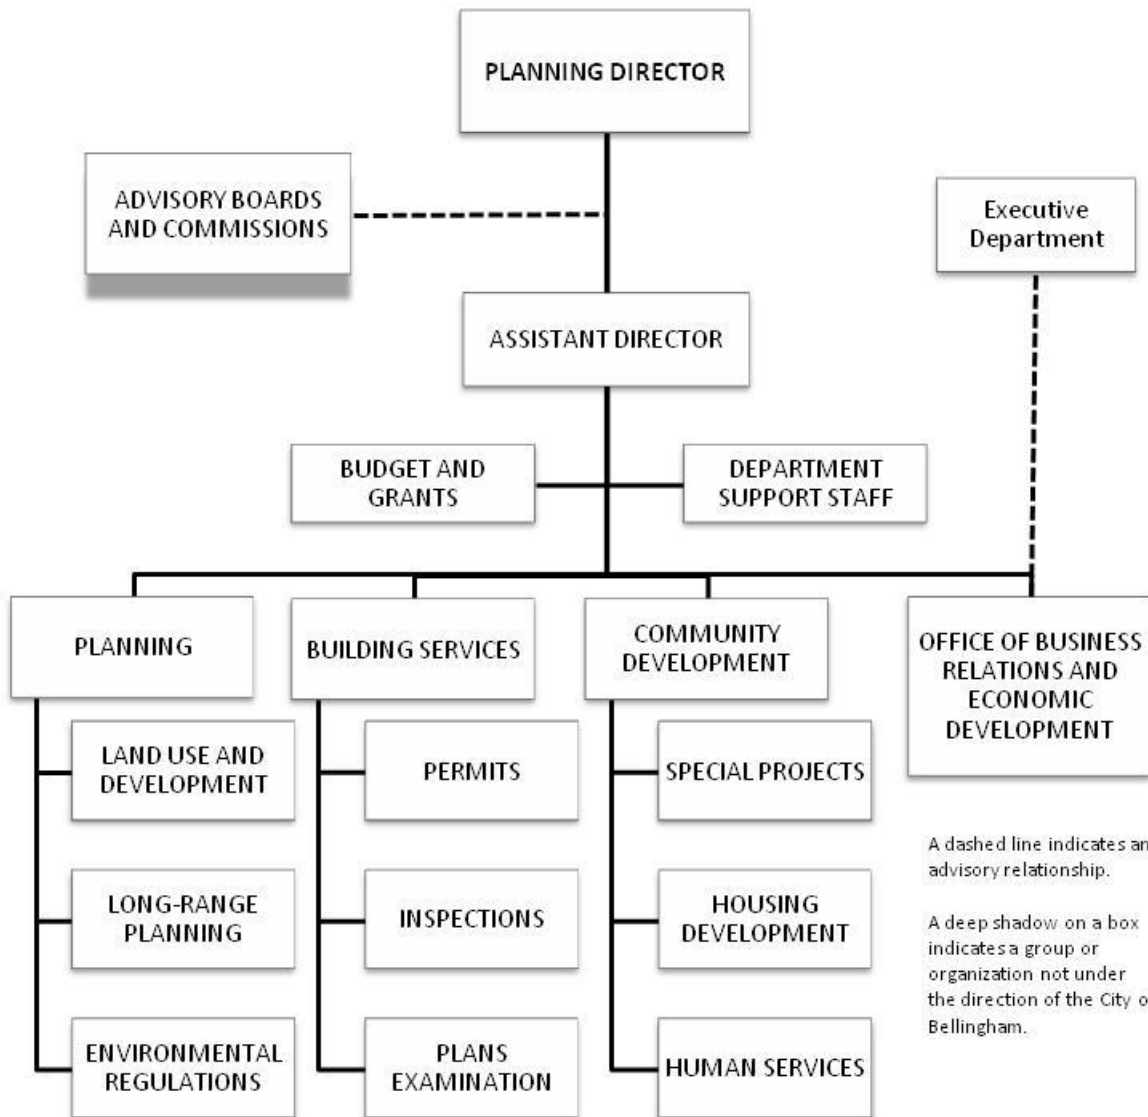 PLANNING DIRECTOR
ADVISORY BOARDS
AND COMMISSIONS
Executive
Department
ASSISTANT DIRECTOR
BUDGET AND
GRANTS
DEPARTMENT
SUPPORT STAFF
PLANNING
BUILDING SERVICES
COMMUNITY
DEVELOPMENT
OFFICE OF BUSINESS
RELATIONS AND
ECONOMIC
DEVELOPMENT
LAND USE AND
DEVELOPMENT
PERMITS
SPECIAL PROJECTS
LONG-RANGE
PLANNING
INSPECTIONS
HOUSING
DEVELOPMENT
ENVIRONMENTAL
REGULATIONS
PLANS
EXAMINATION
HUMAN SERVICES
A dashed line indicates an
advisory relationship.
A deep shadow on a box
indicates a group or
organization not under
the direction of the City o
Bellingham.